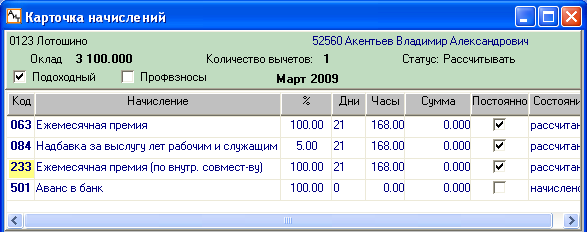 Карточка начислений
0123 Лотошино 52560 Акентьев Владимир Александрович
Оклад 3 100.000 Количество вычетов: 1 Статус: Рассчитывать
Подоходный Профвзносы Март 2009
Код Начисление % Дни Часы Сумма Постоянно Состояни
063 Ежемесячная премия 100.00 21 168.00 0.000 рассчитан
084 Надбавка за выслугу лет рабочим и служащим 5.00 21 168.00 0.000 рассчитан
233 Ежемесячная премия (по внутр. совмест-ву) 100.00 21 168.00 0.000 рассчитан
501 Аванс в банк 100.00 0 0.00 0.000 начислено